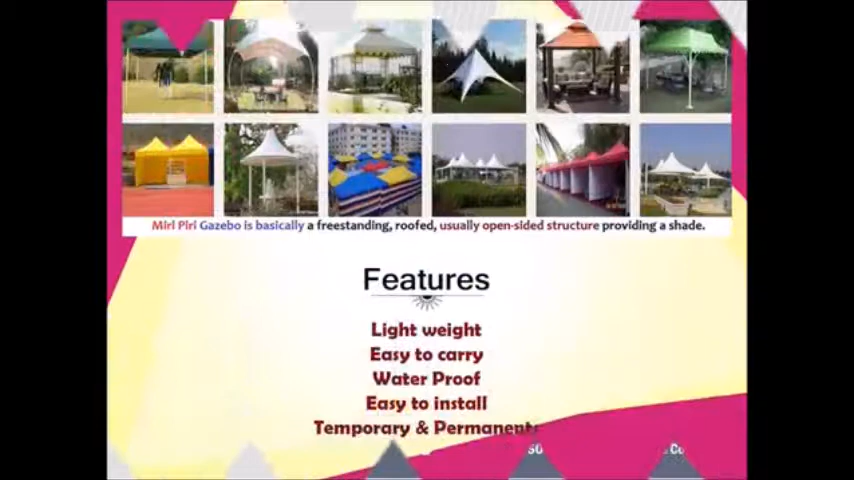 Miri Piri Gazebo is basically a freestanding, roofed, usually open-sided structure providing a shade.
Features
Light weight
Easy to carry
Water Proof
Easy to install
Temporary & Permanent